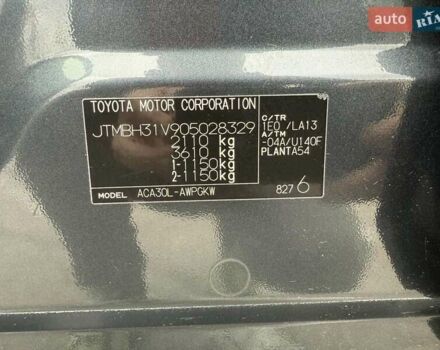 auto RIA
TOYOTA MOTOR CORPORATION
JTMBH31V905028329
2110 kg
3610 kg
1-1150 kg
2-1150 kg
MODEL ACA30L-AWPGKW
C/TR
1E0 /LA13
A/TM
-04A/U140F
PLANTA54
827 6